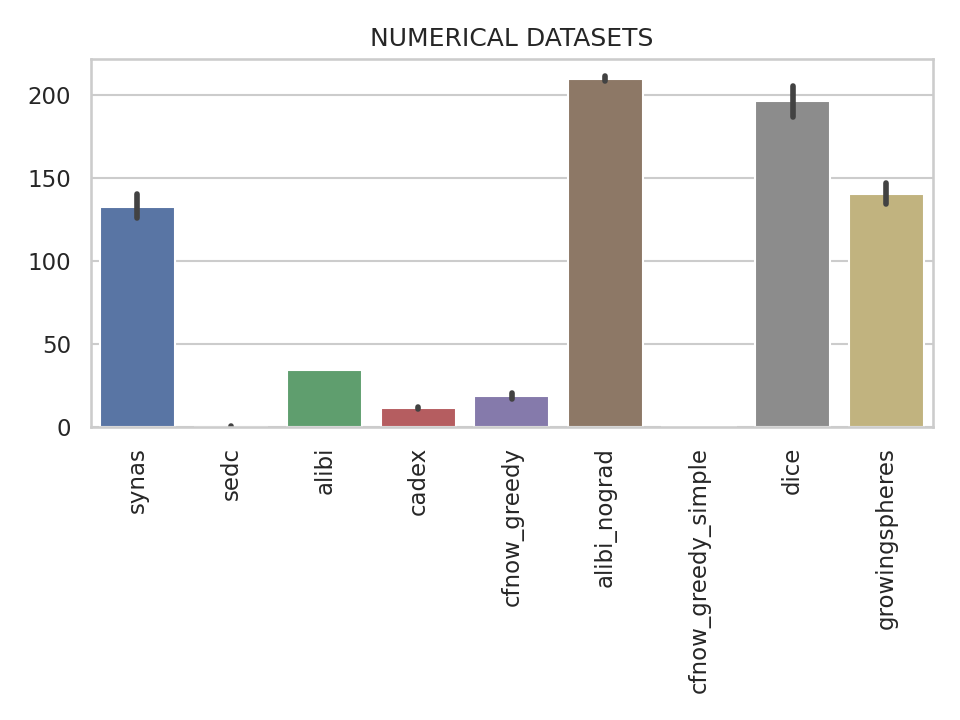 NUMERICAL DATASETS
200
150
100
50
0
synas
sedc
alibi
cadex
cfnow_greedy
alibi_nograd
cfnow_greedy_simple
dice
growingspheres